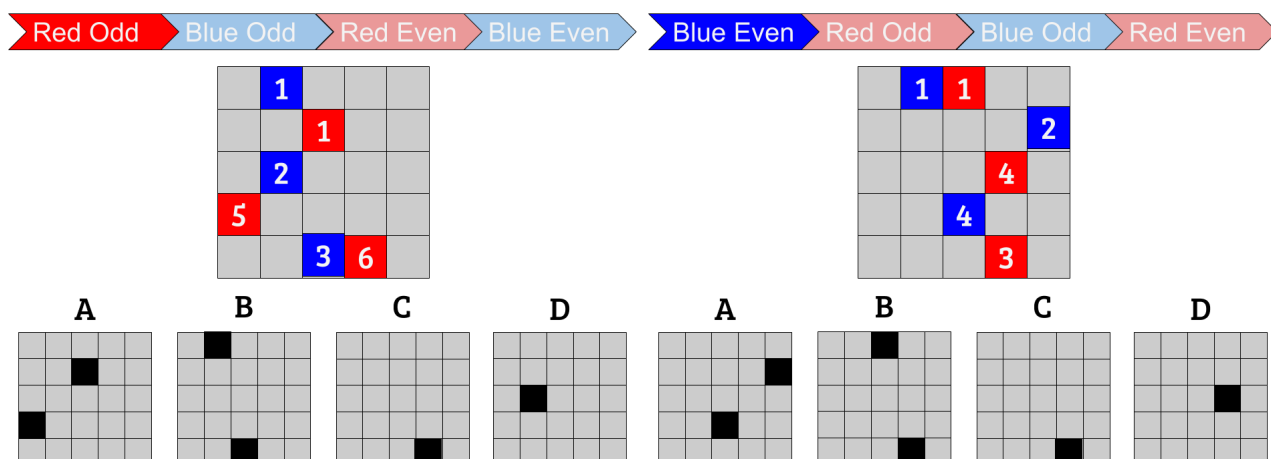 Red Odd Blue Odd Red Even Blue Even Blue Even Red Odd Blue Odd Red Even
1 1 1
1 2
2 4
5 4
3 6 3
A B C D A B C D